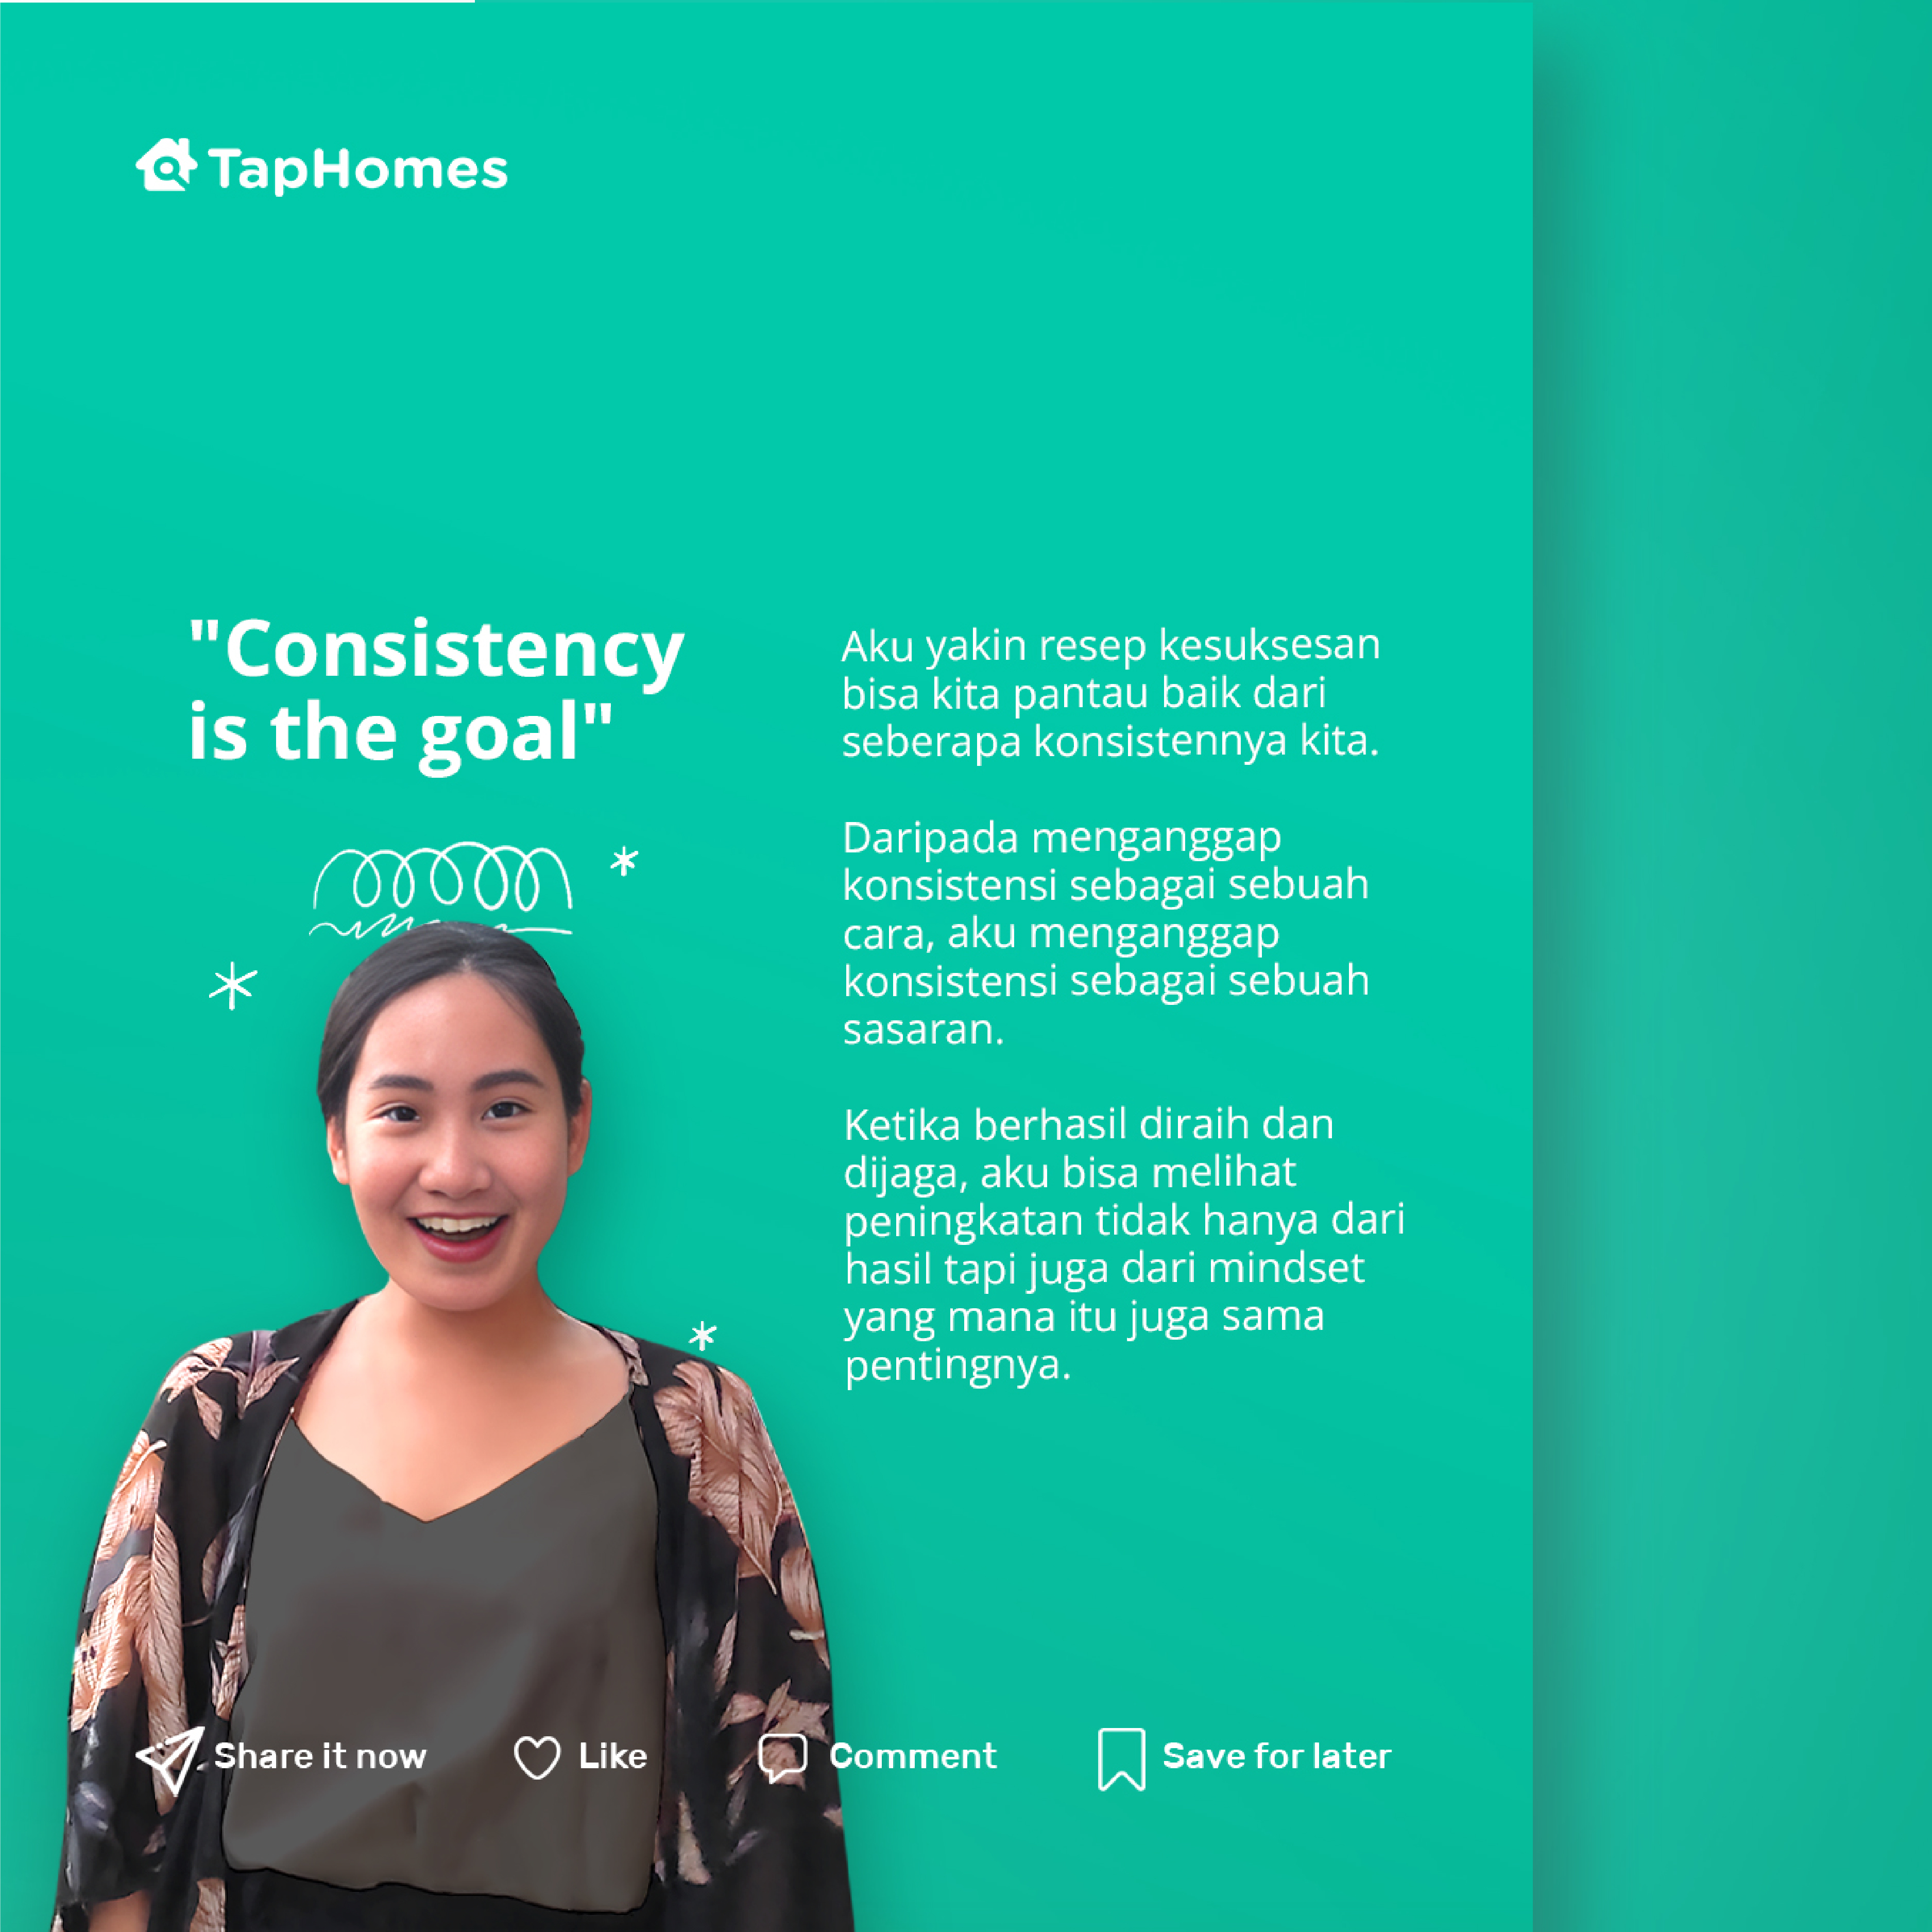 TapHomes
"Consistency
is the goal"
Aku yakin resep kesuksesan
bisa kita pantau baik dari
seberapa konsistennya kita.
Daripada menganggap
konsistensi sebagai sebuah
cara, aku menganggap
konsistensi sebagai sebuah
sasaran.
Ketika berhasil diraih dan
dijaga, aku bisa melihat
peningkatan tidak hanya dari
hasil tapi juga dari mindset
yang mana itu juga sama
pentingnya.
Share it now
Like
Comment
Save for later